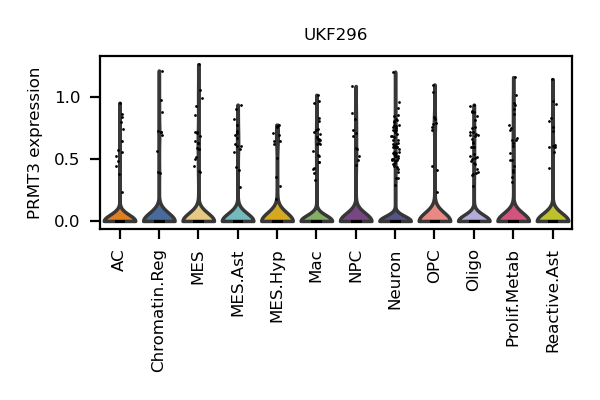 UKF296
PRMT3 expression
1.0
0.5
0.0
AC
Chromatin.Reg
MES
MES.Ast
MES.Hyp
Mac
NPC
Neuron
OPC
Oligo
Prolif.Metab
Reactive.Ast